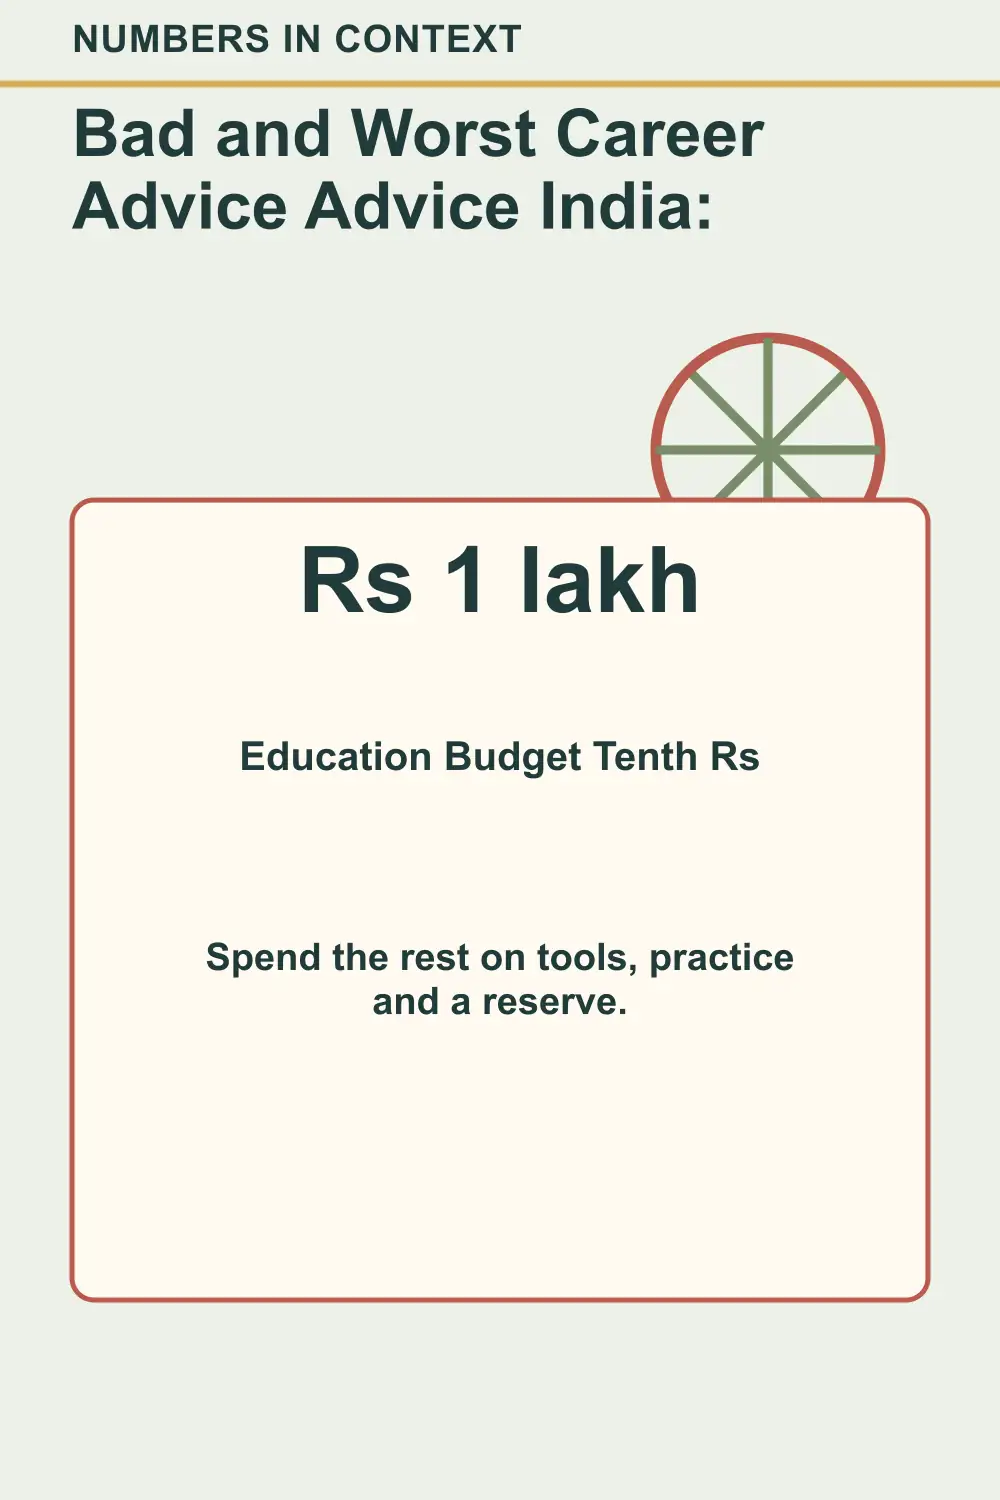 NUMBERS IN CONTEXT
Bad and Worst Career
Advice Advice India:
Rs 1 lakh
Education Budget Tenth Rs
Spend the rest on tools, practice
and a reserve.